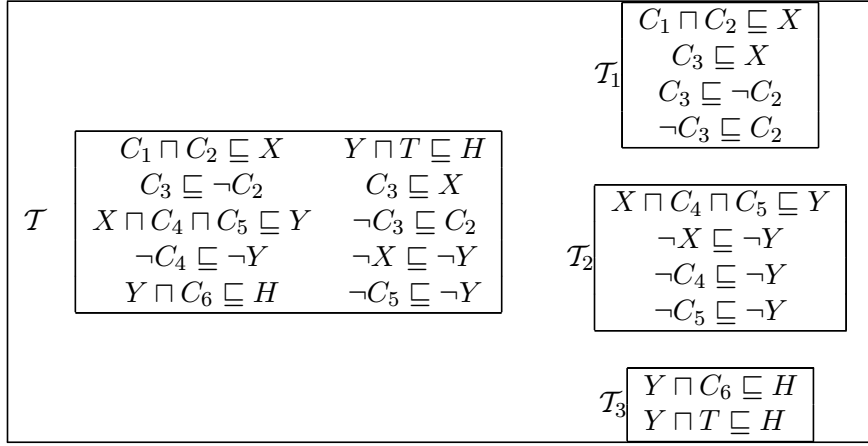 𝒯
C₁ ⊓ C₂ ⊑ X Y ⊓ T ⊑ H
C₃ ⊑ ¬C₂ C₃ ⊑ X
X ⊓ C₄ ⊓ C₅ ⊑ Y ¬C₃ ⊑ C₂
¬C₄ ⊑ ¬Y ¬X ⊑ ¬Y
Y ⊓ C₆ ⊑ H ¬C₅ ⊑ ¬Y
𝒯₁
C₁ ⊓ C₂ ⊑ X
C₃ ⊑ X
C₃ ⊑ ¬C₂
¬C₃ ⊑ C₂
𝒯₂
X ⊓ C₄ ⊓ C₅ ⊑ Y
¬X ⊑ ¬Y
¬C₄ ⊑ ¬Y
¬C₅ ⊑ ¬Y
𝒯₃
Y ⊓ C₆ ⊑ H
Y ⊓ T ⊑ H